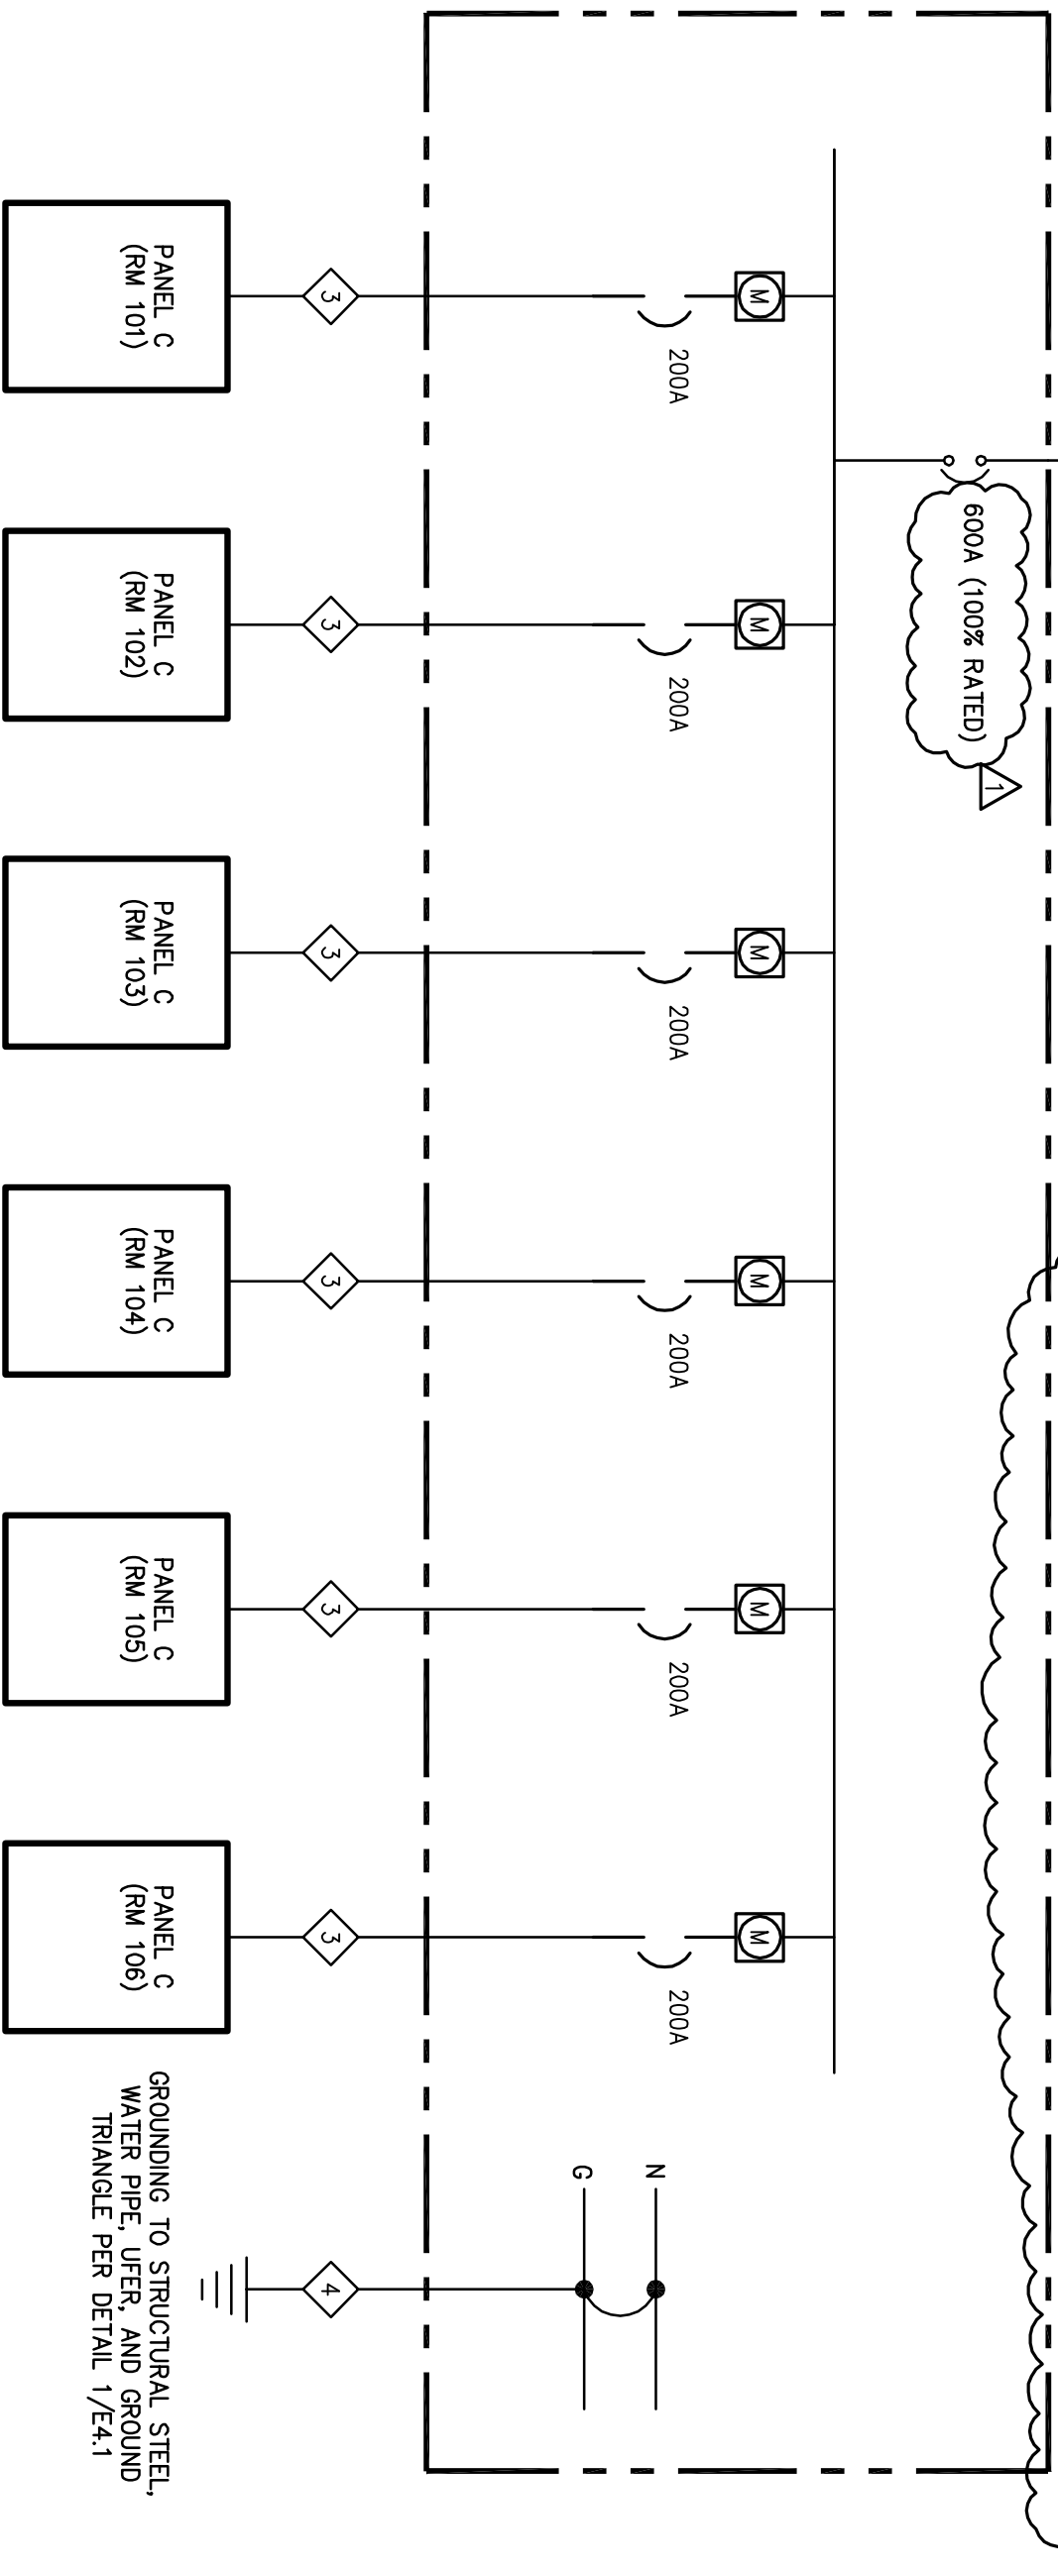 600A (100% RATED)
1
M
M
M
M
M
M
200A
200A
200A
200A
200A
200A
N
G
3
3
3
3
3
3
4
PANEL C
(RM 101)
PANEL C
(RM 102)
PANEL C
(RM 103)
PANEL C
(RM 104)
PANEL C
(RM 105)
PANEL C
(RM 106)
GROUNDING TO STRUCTURAL STEEL,
WATER PIPE, UFER, AND GROUND
TRIANGLE PER DETAIL 1/E4.1